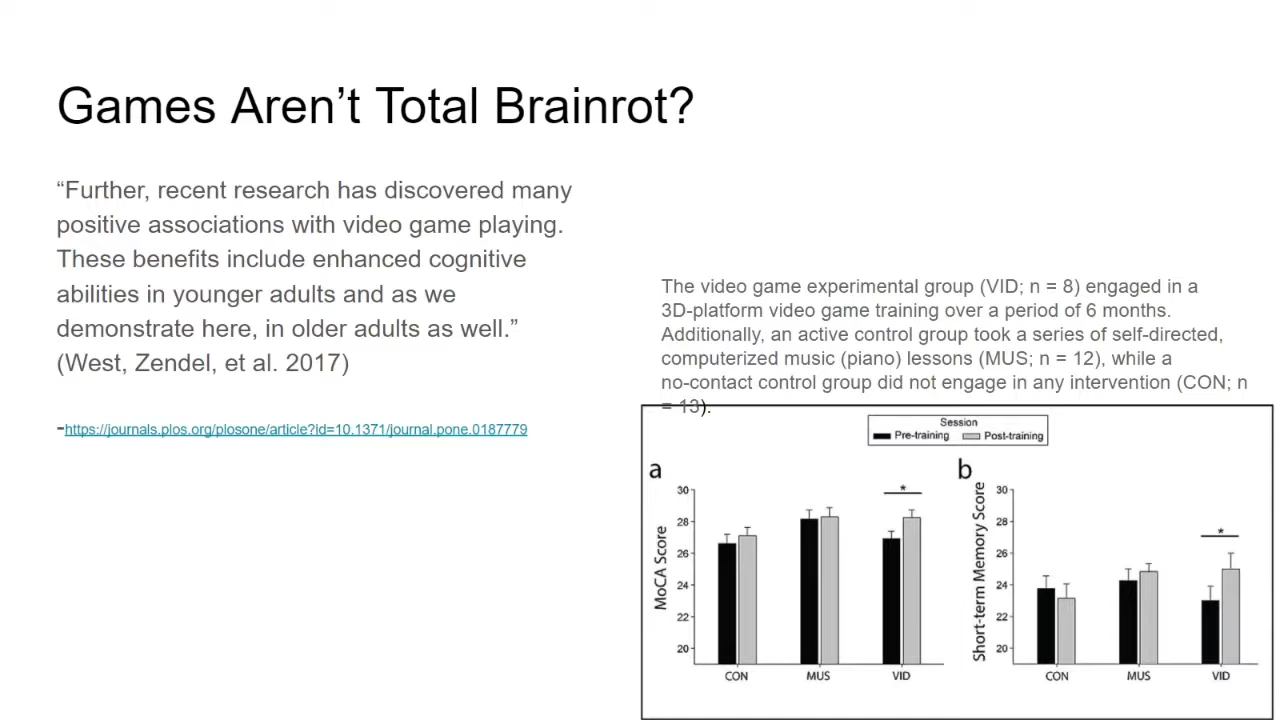 Games Aren’t Total Brainrot?
“Further, recent research has discovered many
positive associations with video game playing.
These benefits include enhanced cognitive
abilities in younger adults and as we
demonstrate here, in older adults as well.”
(West, Zendel, et al. 2017)
-https://journals.plos.org/plosone/article?id=10.1371/journal.pone.0187779
The video game experimental group (VID; n = 8) engaged in a
3D-platform video game training over a period of 6 months.
Additionally, an active control group took a series of self-directed,
computerized music (piano) lessons (MUS; n = 12), while a
no-contact control group did not engage in any intervention (CON; n
= 13).
Session
Pre-training Post-training
a
MoCA Score
30
28
26
24
22
20
CON MUS VID
*
b
Short-term Memory Score
30
28
26
24
22
20
CON MUS VID
*